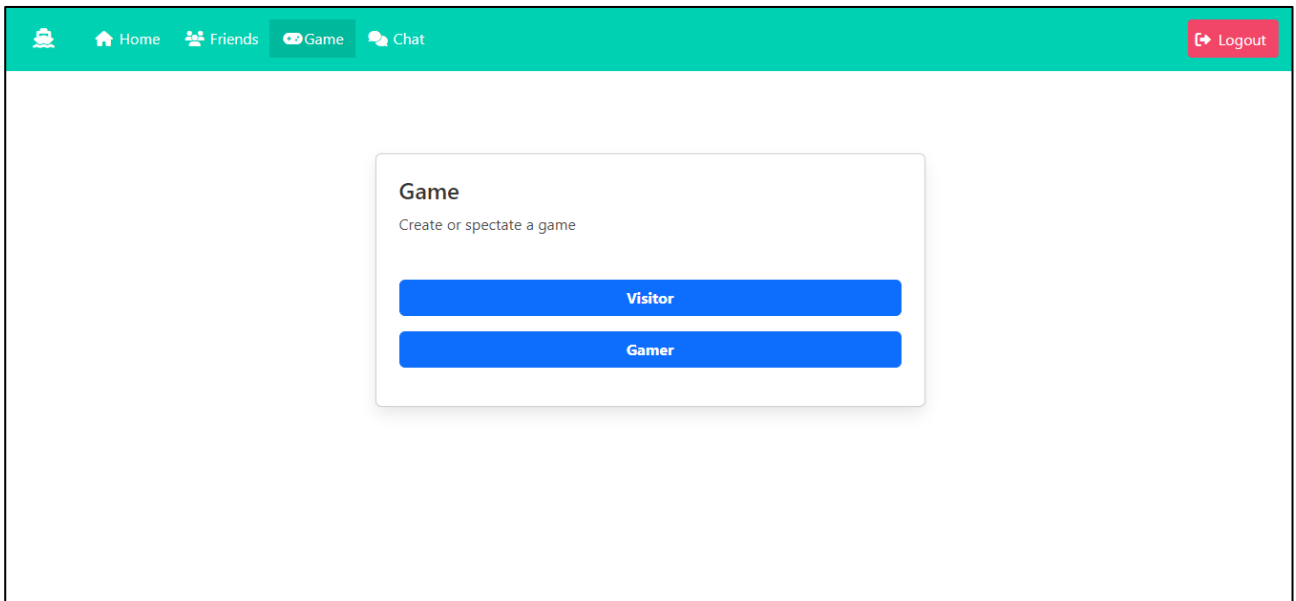 Home Friends Game Chat Logout
Game
Create or spectate a game
Visitor
Gamer